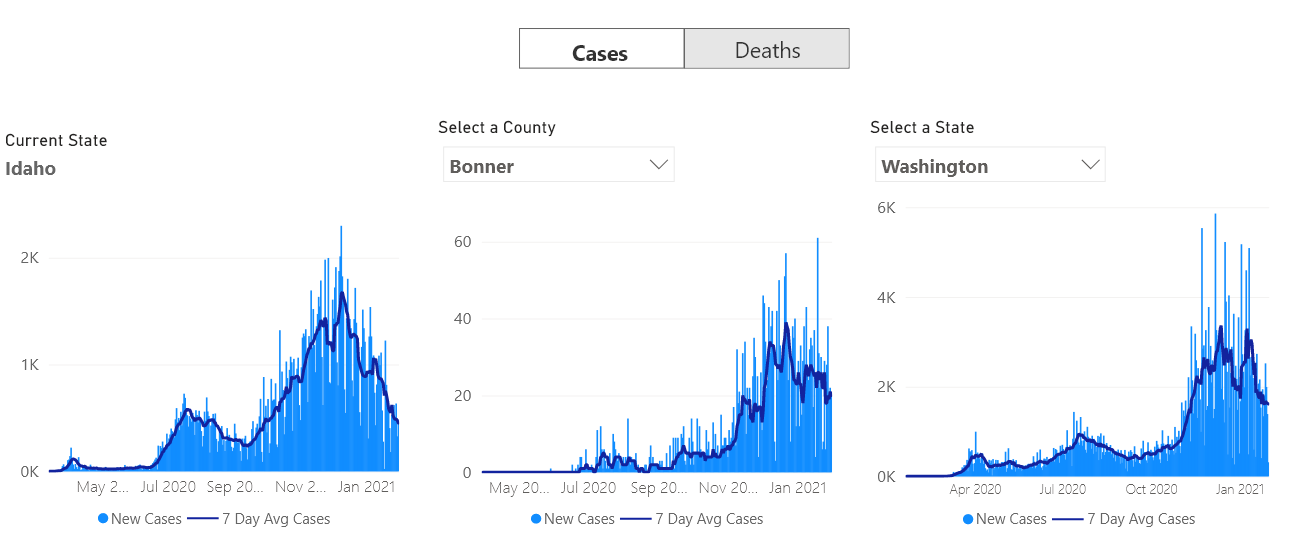 Cases Deaths
Current State
Idaho
Select a County
Bonner
Select a State
Washington
2K
1K
0K
May 2... Jul 2020 Sep 20... Nov 2... Jan 2021
New Cases 7 Day Avg Cases
60
40
20
0
May 20... Jul 2020 Sep 20... Nov 20... Jan 2021
New Cases 7 Day Avg Cases
6K
4K
2K
0K
Apr 2020 Jul 2020 Oct 2020 Jan 2021
New Cases 7 Day Avg Cases